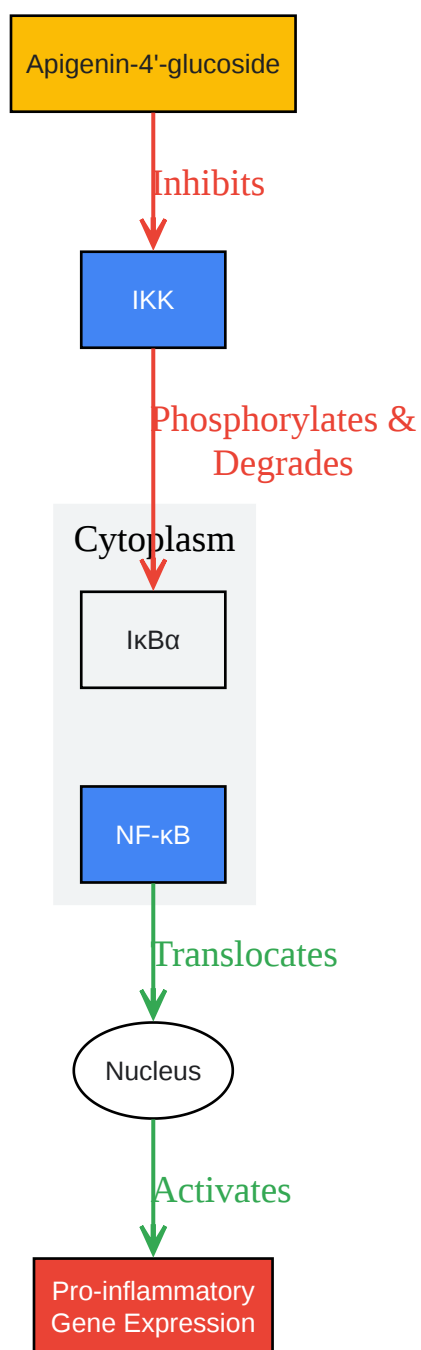 Apigenin-4'-glucoside
Inhibits
IKK
Phosphorylates &
Degrades
Cytoplasm
IκBα
NF-κB
Translocates
Nucleus
Activates
Pro-inflammatory
Gene Expression